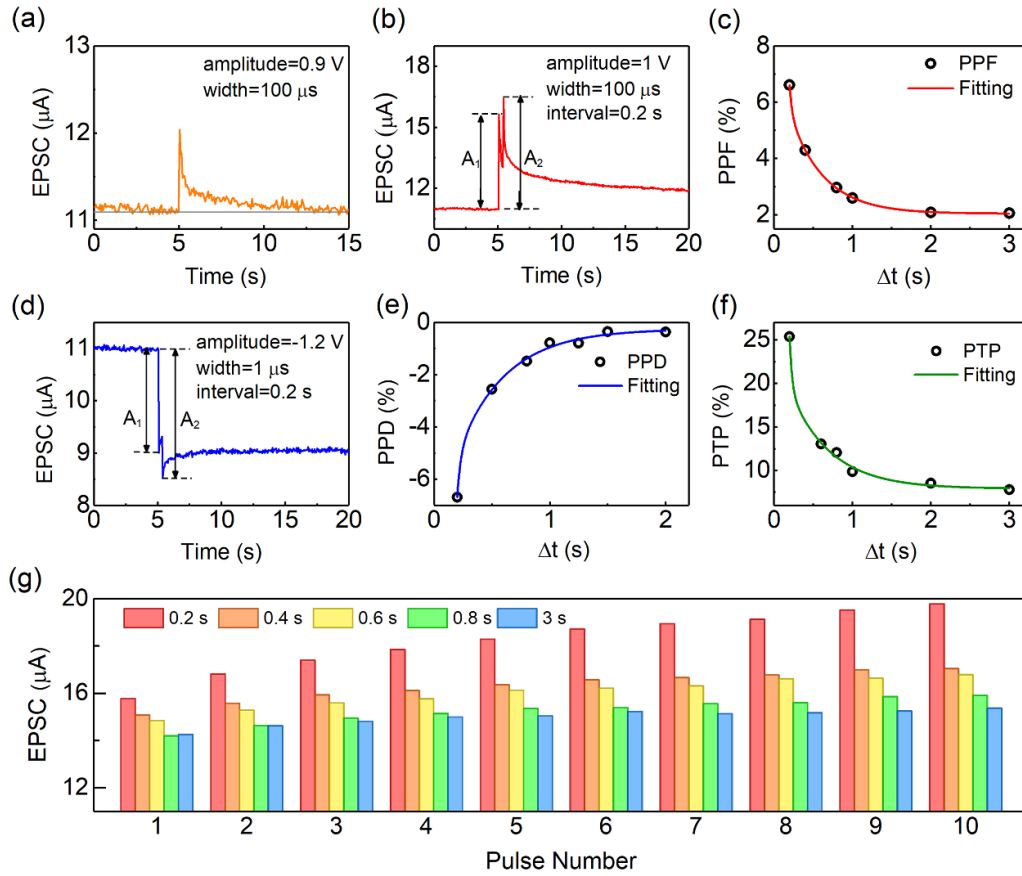 (a)
13
12
11
EPSC (μA)
amplitude=0.9 V
width=100 μs
0 5 10 15
Time (s)
(b)
18
15
12
EPSC (μA)
amplitude=1 V
width=100 μs
interval=0.2 s
A1
A2
0 5 10 15 20
Time (s)
(c)
8
6
4
2
PPF (%)
PPF
Fitting
0 1 2 3
Δt (s)
(d)
11
10
9
8
EPSC (μA)
amplitude=-1.2 V
width=1 μs
interval=0.2 s
A1
A2
0 5 10 15 20
Time (s)
(e)
0
-2
-4
-6
PPD (%)
PPD
Fitting
0 1 2
Δt (s)
(f)
25
20
15
10
PTP (%)
PTP
Fitting
0 1 2 3
Δt (s)
(g)
20
16
12
EPSC (μA)
0.2 s 0.4 s 0.6 s 0.8 s 3 s
1 2 3 4 5 6 7 8 9 10
Pulse Number